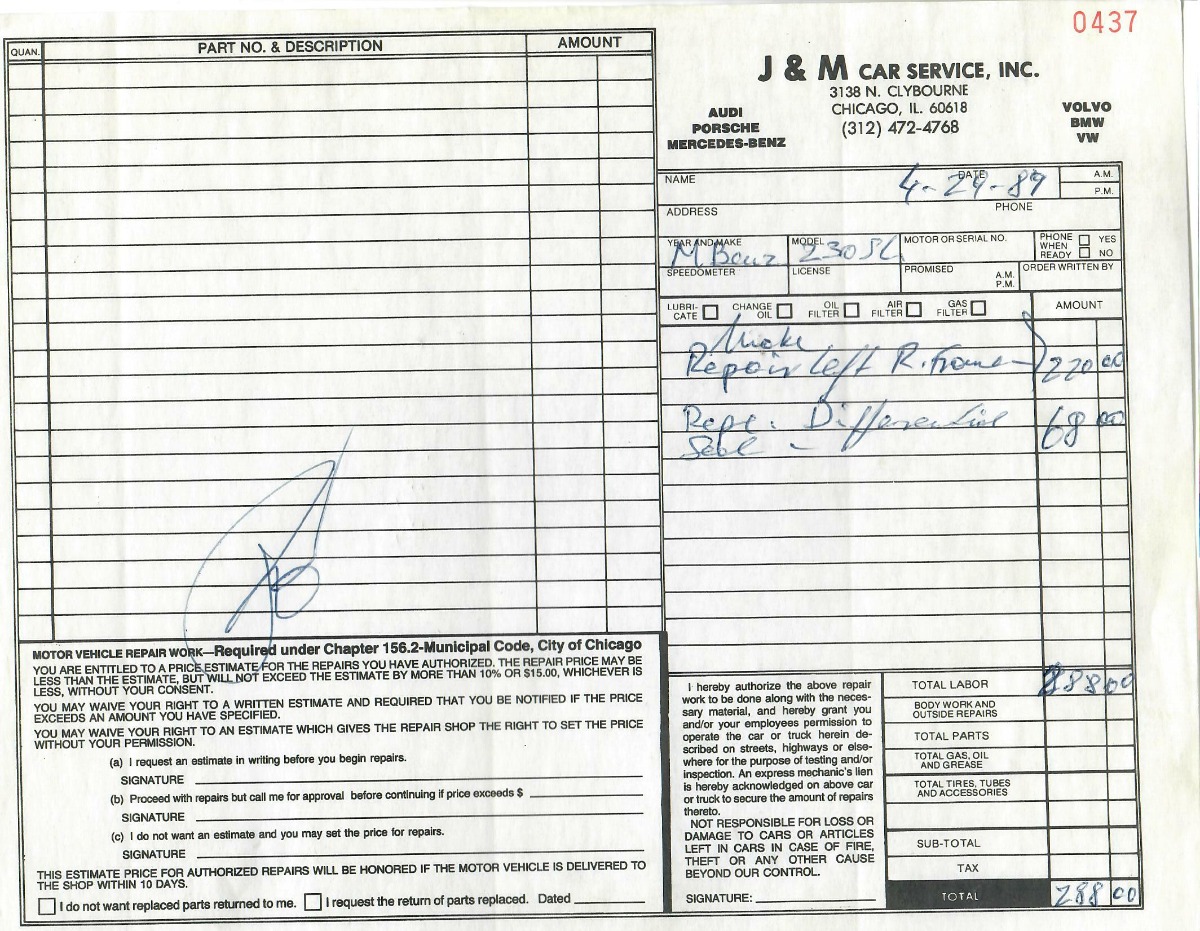 0437
QUAN.
PART NO. & DESCRIPTION
AMOUNT
J & M CAR SERVICE, INC.
3138 N. CLYBOURNE
CHICAGO, IL. 60618
(312) 472-4768
AUDI
PORSCHE
MERCEDES-BENZ
VOLVO
BMW
VW
NAME
DATE
4-24-89
A.M.
P.M.
ADDRESS
PHONE
YEAR AND MAKE
M Benz
MODEL
230SL
MOTOR OR SERIAL NO.
PHONE WHEN READY
YES
NO
SPEEDOMETER
LICENSE
PROMISED
A.M.
P.M.
ORDER WRITTEN BY
LUBRI-CATE
CHANGE OIL
OIL FILTER
AIR FILTER
GAS FILTER
AMOUNT
Make
Repair left R. Frame 220 00
Repl. Differential 68 00
Seal -
MOTOR VEHICLE REPAIR WORK—Required under Chapter 156.2-Municipal Code, City of Chicago
YOU ARE ENTITLED TO A PRICE ESTIMATE FOR THE REPAIRS YOU HAVE AUTHORIZED. THE REPAIR PRICE MAY BE
LESS THAN THE ESTIMATE, BUT WILL NOT EXCEED THE ESTIMATE BY MORE THAN 10% OR $15.00, WHICHEVER IS
LESS, WITHOUT YOUR CONSENT.
YOU MAY WAIVE YOUR RIGHT TO A WRITTEN ESTIMATE AND REQUIRED THAT YOU BE NOTIFIED IF THE PRICE
EXCEEDS AN AMOUNT YOU HAVE SPECIFIED.
YOU MAY WAIVE YOUR RIGHT TO AN ESTIMATE WHICH GIVES THE REPAIR SHOP THE RIGHT TO SET THE PRICE
WITHOUT YOUR PERMISSION.
(a) I request an estimate in writing before you begin repairs.
SIGNATURE
(b) Proceed with repairs but call me for approval before continuing if price exceeds $
SIGNATURE
(c) I do not want an estimate and you may set the price for repairs.
SIGNATURE
THIS ESTIMATE PRICE FOR AUTHORIZED REPAIRS WILL BE HONORED IF THE MOTOR VEHICLE IS DELIVERED TO
THE SHOP WITHIN 10 DAYS.
I do not want replaced parts returned to me. I request the return of parts replaced. Dated
I hereby authorize the above repair
work to be done along with the neces-
sary material, and hereby grant you
and/or your employees permission to
operate the car or truck herein de-
scribed on streets, highways or else-
where for the purpose of testing and/or
inspection. An express mechanic's lien
is hereby acknowledged on above car
or truck to secure the amount of repairs
thereto.
NOT RESPONSIBLE FOR LOSS OR
DAMAGE TO CARS OR ARTICLES
LEFT IN CARS IN CASE OF FIRE,
THEFT OR ANY OTHER CAUSE
BEYOND OUR CONTROL.
SIGNATURE:
TOTAL LABOR 288 00
BODY WORK AND
OUTSIDE REPAIRS
TOTAL PARTS
TOTAL GAS, OIL
AND GREASE
TOTAL TIRES, TUBES
AND ACCESSORIES
SUB-TOTAL
TAX
TOTAL 288 00